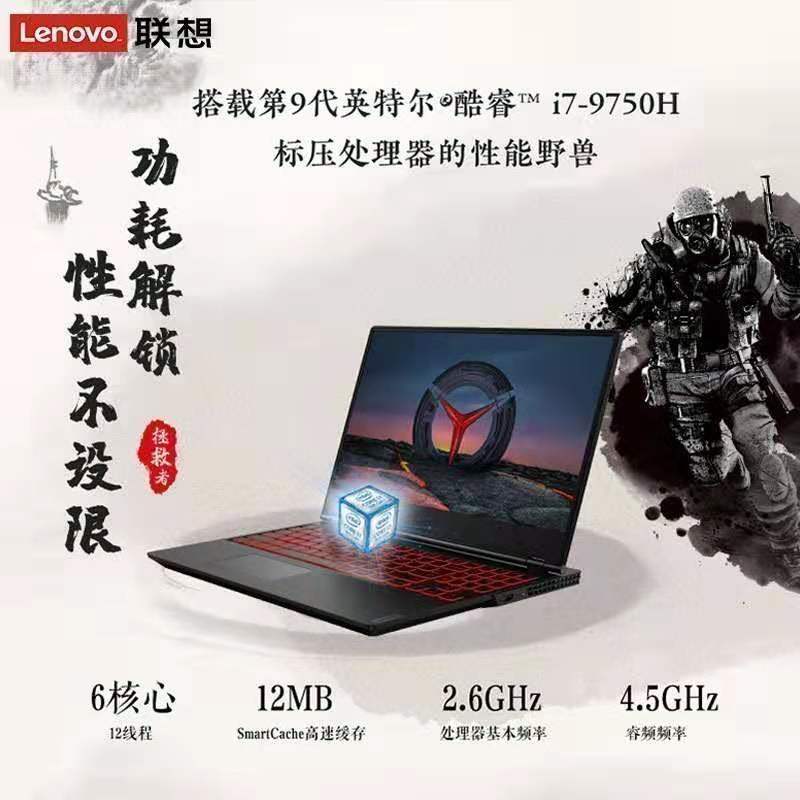 Lenovo 联想
搭载第9代英特尔®酷睿™ i7-9750H
标压处理器的性能野兽
功耗解锁
性能不设限
拯救者
6核心
12线程
12MB
SmartCache高速缓存
2.6GHz
处理器基本频率
4.5GHz
睿频频率